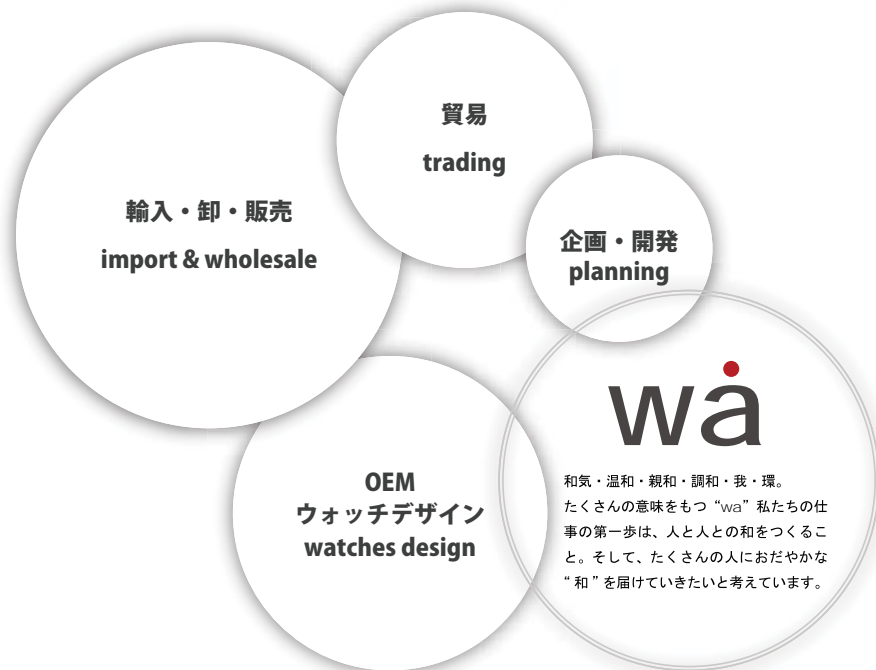 貿易
trading
輸入・卸・販売
import & wholesale
企画・開発
planning
wa
OEM
ウォッチデザイン
watches design
和気・温和・親和・調和・我・環。
たくさんの意味をもつ “wa” 私たちの仕
事の第一歩は、人と人との和をつくるこ
と。そして、たくさんの人におだやかな
“ 和 ” を届けていきたいと考えています。